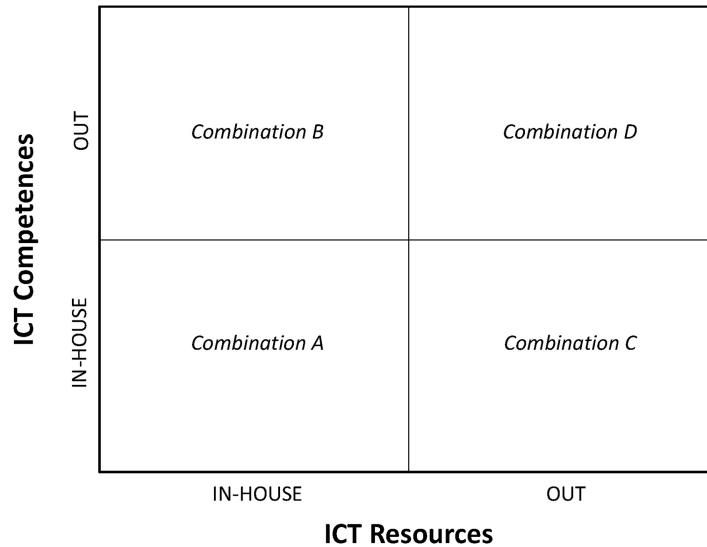 ICT Competences
OUT
IN-HOUSE
Combination B
Combination D
Combination A
Combination C
IN-HOUSE
OUT
ICT Resources